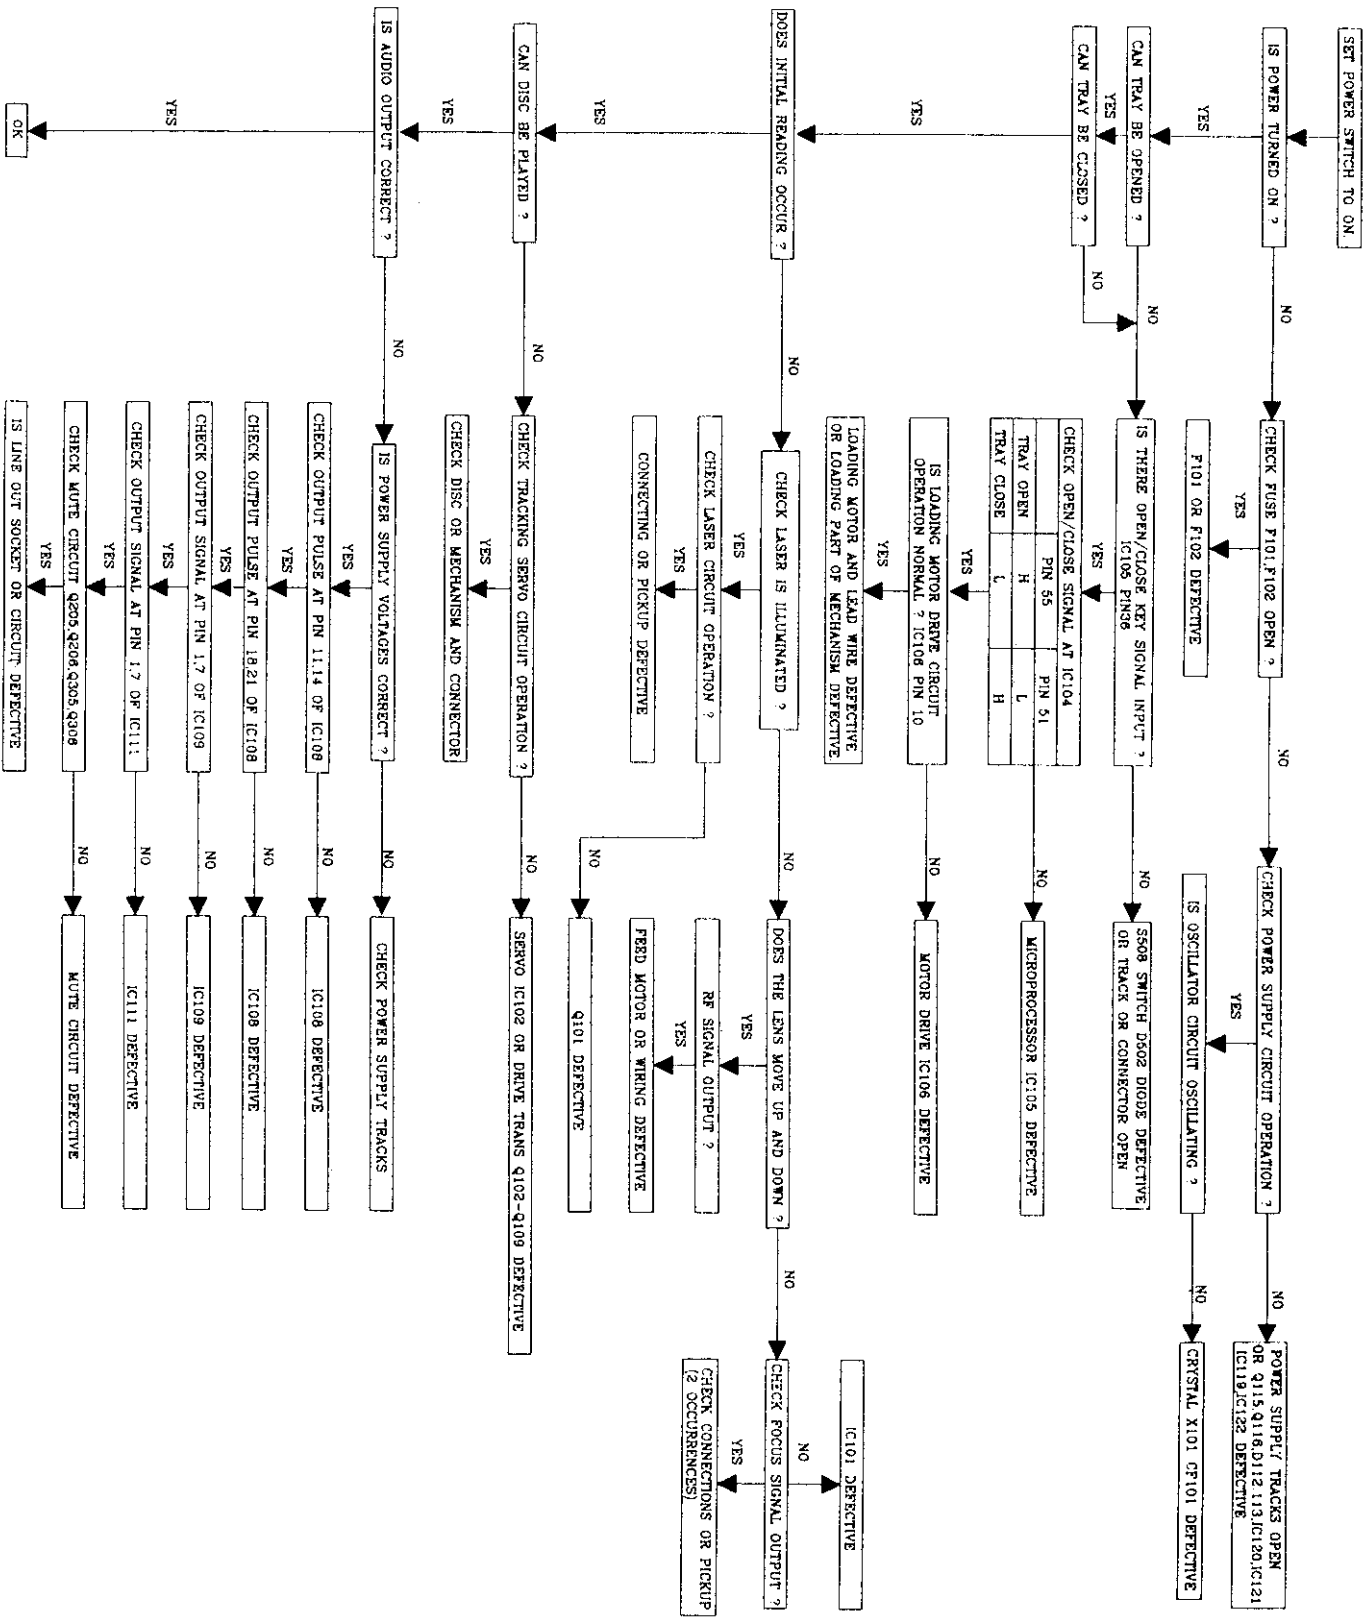 SET POWER SWITCH TO ON.
IS POWER TURNED ON ?
NO
CHECK FUSE F101,F102 OPEN ?
NO
CHECK POWER SUPPLY CIRCUIT OPERATION ?
NO
POWER SUPPLY TRACKS OPEN
OR Q115,Q116,D112,113,IC120,IC121
IC119,IC122 DEFECTIVE
YES
YES
YES
F101 OR F102 DEFECTIVE
IS OSCILLATOR CIRCUIT OSCILLATING ?
NO
CRYSTAL X101 CF101 DEFECTIVE
CAN TRAY BE OPENED ?
NO
IS THERE OPEN/CLOSE KEY SIGNAL INPUT ?
IC105 PIN36
NO
S508 SWITCH D602 DIODE DEFECTIVE
OR TRACK OR CONNECTOR OPEN
YES
YES
CAN TRAY BE CLOSED ?
NO
CHECK OPEN/CLOSE SIGNAL AT IC104
PIN 55 PIN 51
TRAY OPEN H L
TRAY CLOSE L H
NO
MICROPROCESSOR IC105 DEFECTIVE
YES
YES
IS LOADING MOTOR DRIVE CIRCUIT
OPERATION NORMAL ? IC106 PIN 10
NO
MOTOR DRIVE IC106 DEFECTIVE
YES
LOADING MOTOR AND LEAD WIRE DEFECTIVE
OR LOADING PART OF MECHANISM DEFECTIVE
DOES INITIAL READING OCCUR ?
NO
CHECK LASER IS ILLUMINATED ?
NO
DOES THE LENS MOVE UP AND DOWN ?
NO
CHECK FOCUS SIGNAL OUTPUT ?
NO
IC101 DEFECTIVE
YES
YES
YES
YES
CHECK LASER CIRCUIT OPERATION ?
RF SIGNAL OUTPUT ?
CHECK CONNECTIONS OR PICKUP
(2 OCCURRENCES)
YES
YES
CONNECTING OR PICKUP DEFECTIVE
FEED MOTOR OR WIRING DEFECTIVE
NO
Q101 DEFECTIVE
CAN DISC BE PLAYED ?
NO
CHECK TRACKING SERVO CIRCUIT OPERATION ?
NO
SERVO IC102 OR DRIVE TRANS Q102-Q109 DEFECTIVE
YES
YES
CHECK DISC OR MECHANISM AND CONNECTOR
IS AUDIO OUTPUT CORRECT ?
NO
IS POWER SUPPLY VOLTAGES CORRECT ?
NO
CHECK POWER SUPPLY TRACKS
YES
CHECK OUTPUT PULSE AT PIN 11,14 OF IC108
NO
IC108 DEFECTIVE
YES
CHECK OUTPUT PULSE AT PIN 18,21 OF IC108
NO
IC108 DEFECTIVE
YES
CHECK OUTPUT SIGNAL AT PIN 1,7 OF IC109
NO
IC109 DEFECTIVE
YES
YES
CHECK OUTPUT SIGNAL AT PIN 1,7 OF IC111
NO
IC111 DEFECTIVE
YES
CHECK MUTE CIRCUIT Q205,Q206,Q305,Q306
NO
MUTE CIRCUIT DEFECTIVE
YES
OK
IS LINE OUT SOCKET OR CIRCUIT, DEFECTIVE